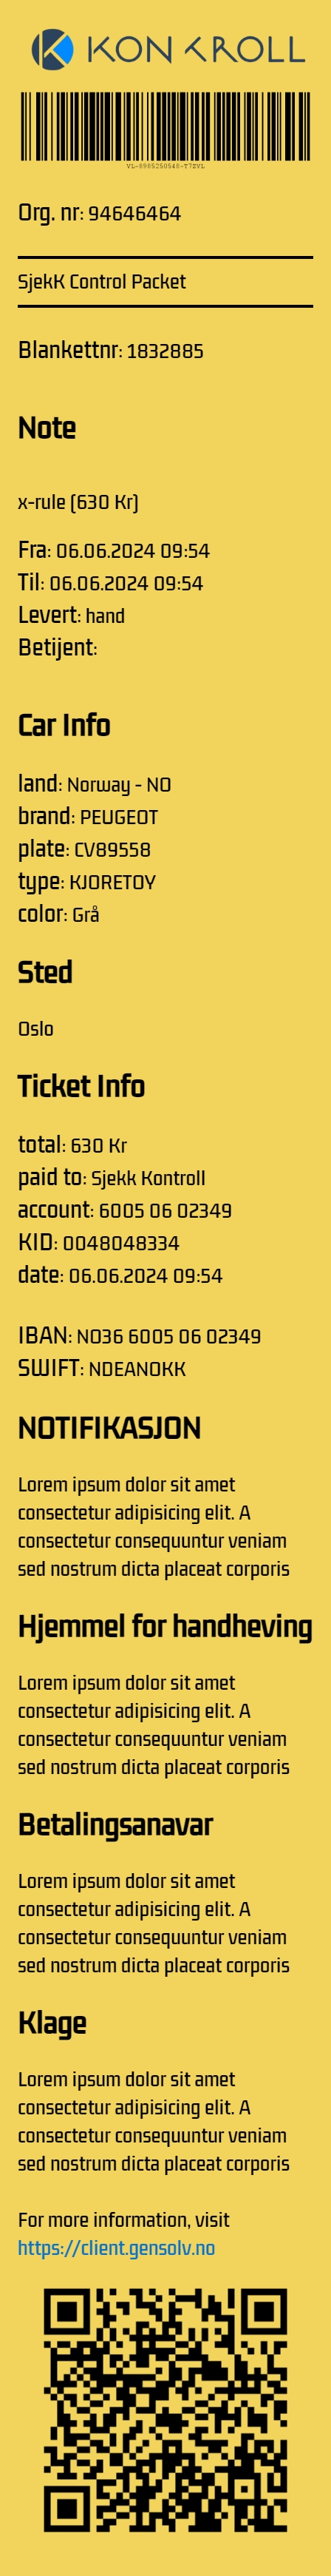 KONTROLL
Org. nr: 94646464
SjekK Control Packet
Blankettnr: 1832885
Note
x-rule (630 Kr)
Fra: 06.06.2024 09:54
Til: 06.06.2024 09:54
Levert: hand
Betijent:
Car Info
land: Norway - NO
brand: PEUGEOT
plate: CV89558
type: KJORETOY
color: Grå
Sted
Oslo
Ticket Info
total: 630 Kr
paid to: Sjekk Kontroll
account: 6005 06 02349
KID: 0048048334
date: 06.06.2024 09:54
IBAN: NO36 6005 06 02349
SWIFT: NDEANOKK
NOTIFIKASJON
Lorem ipsum dolor sit amet
consectetur adipisicing elit. A
consectetur consequuntur veniam
sed nostrum dicta placeat corporis
Hjemmel for handheving
Lorem ipsum dolor sit amet
consectetur adipisicing elit. A
consectetur consequuntur veniam
sed nostrum dicta placeat corporis
Betalingsanavar
Lorem ipsum dolor sit amet
consectetur adipisicing elit. A
consectetur consequuntur veniam
sed nostrum dicta placeat corporis
Klage
Lorem ipsum dolor sit amet
consectetur adipisicing elit. A
consectetur consequuntur veniam
sed nostrum dicta placeat corporis
For more information, visit
https://client.gensolv.no